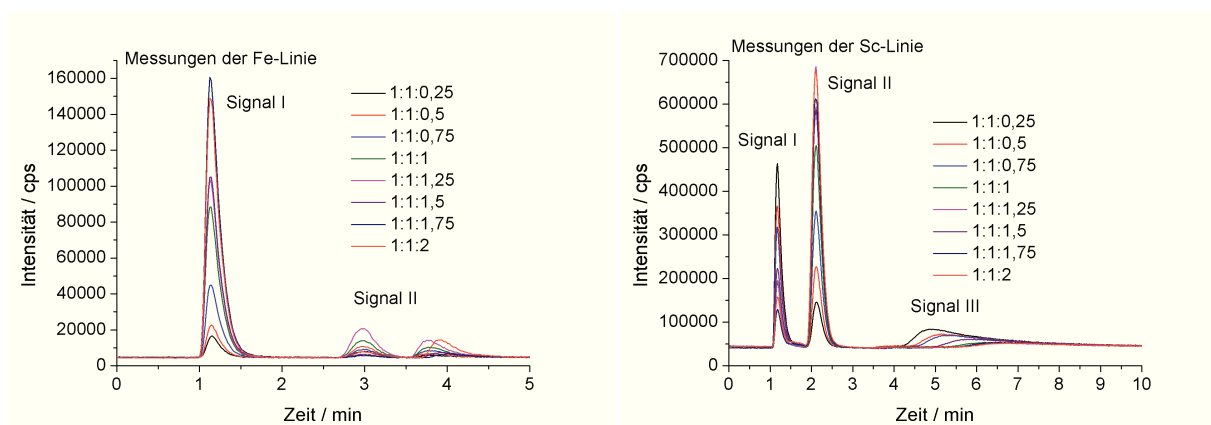 Messungen der Fe-Linie
Signal I
Signal II
1:1:0,25
1:1:0,5
1:1:0,75
1:1:1
1:1:1,25
1:1:1,5
1:1:1,75
1:1:2
Intensität / cps
160000
140000
120000
100000
80000
60000
40000
20000
0
0 1 2 3 4 5
Zeit / min
Messungen der Sc-Linie
Signal II
Signal I
1:1:0,25
1:1:0,5
1:1:0,75
1:1:1
1:1:1,25
1:1:1,5
1:1:1,75
1:1:2
Signal III
Intensität / cps
700000
600000
500000
400000
300000
200000
100000
0
0 1 2 3 4 5 6 7 8 9 10
Zeit / min